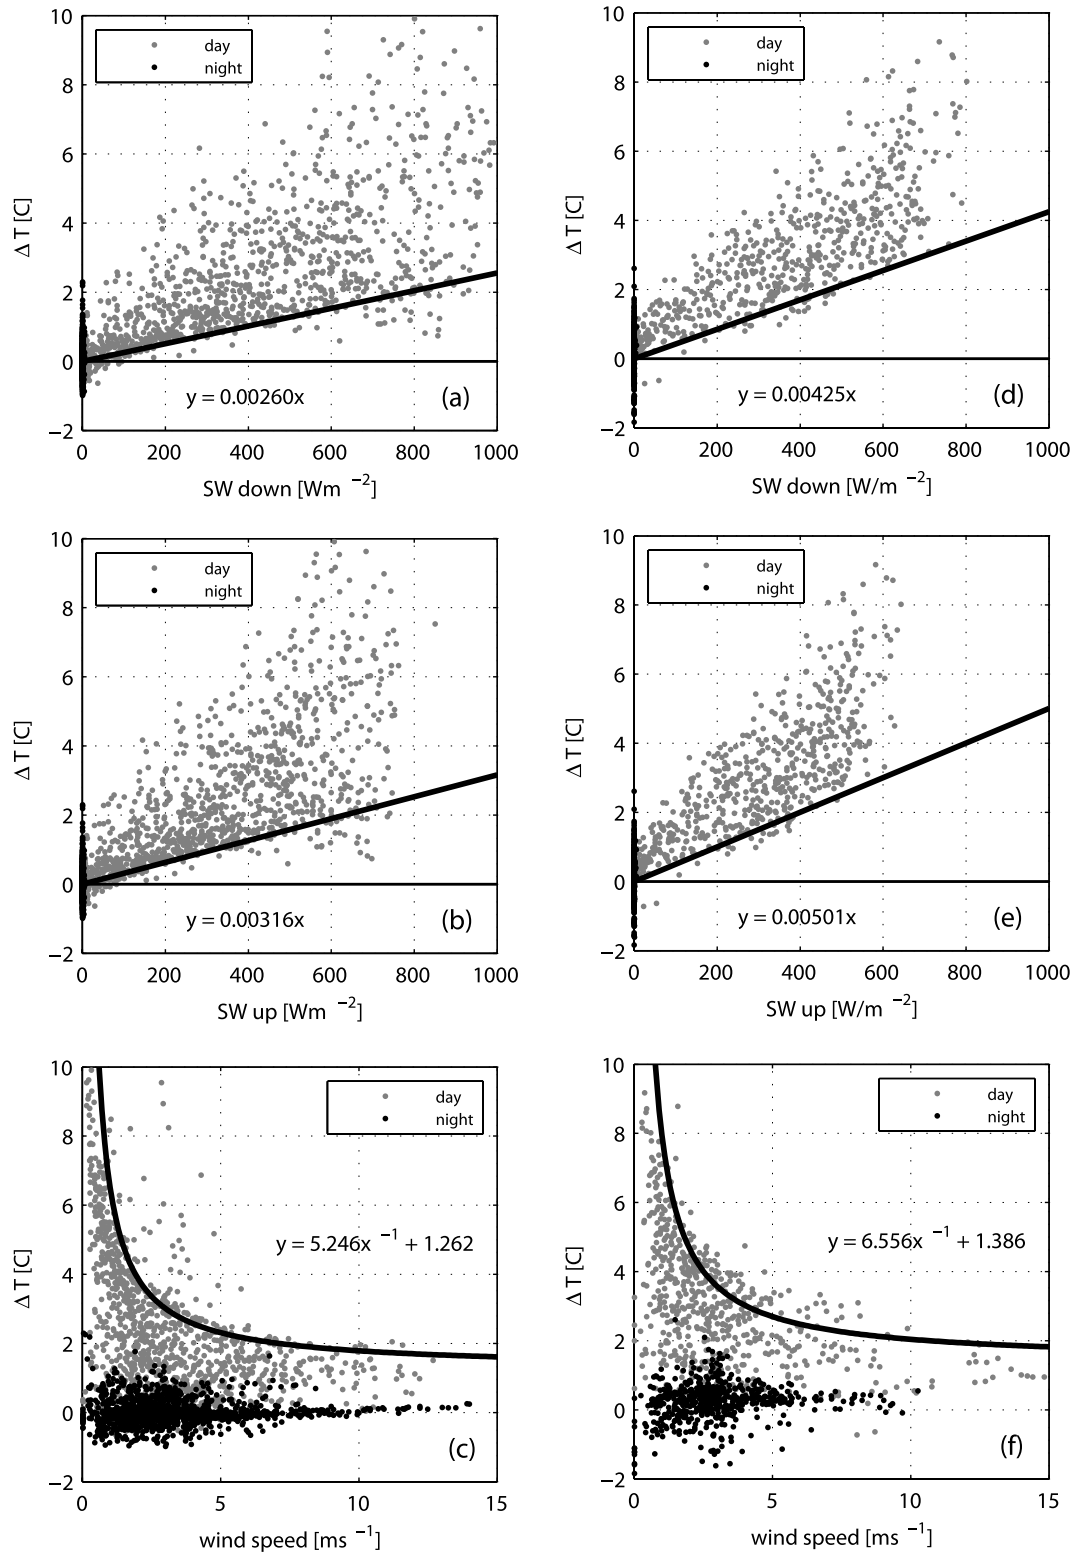 10
8
6
4
2
0
−2
Δ T [C]
day
night
y = 0.00260x
(a)
0 200 400 600 800 1000
SW down [Wm −2]
10
8
6
4
2
0
−2
Δ T [C]
day
night
y = 0.00425x
(d)
0 200 400 600 800 1000
SW down [W/m −2]
10
8
6
4
2
0
−2
Δ T [C]
day
night
y = 0.00316x
(b)
0 200 400 600 800 1000
SW up [Wm −2]
10
8
6
4
2
0
−2
Δ T [C]
day
night
y = 0.00501x
(e)
0 200 400 600 800 1000
SW up [W/m −2]
10
8
6
4
2
0
−2
Δ T [C]
day
night
y = 5.246x −1 + 1.262
(c)
0 5 10 15
wind speed [ms −1]
10
8
6
4
2
0
−2
Δ T [C]
day
night
y = 6.556x −1 + 1.386
(f)
0 5 10 15
wind speed [ms −1]